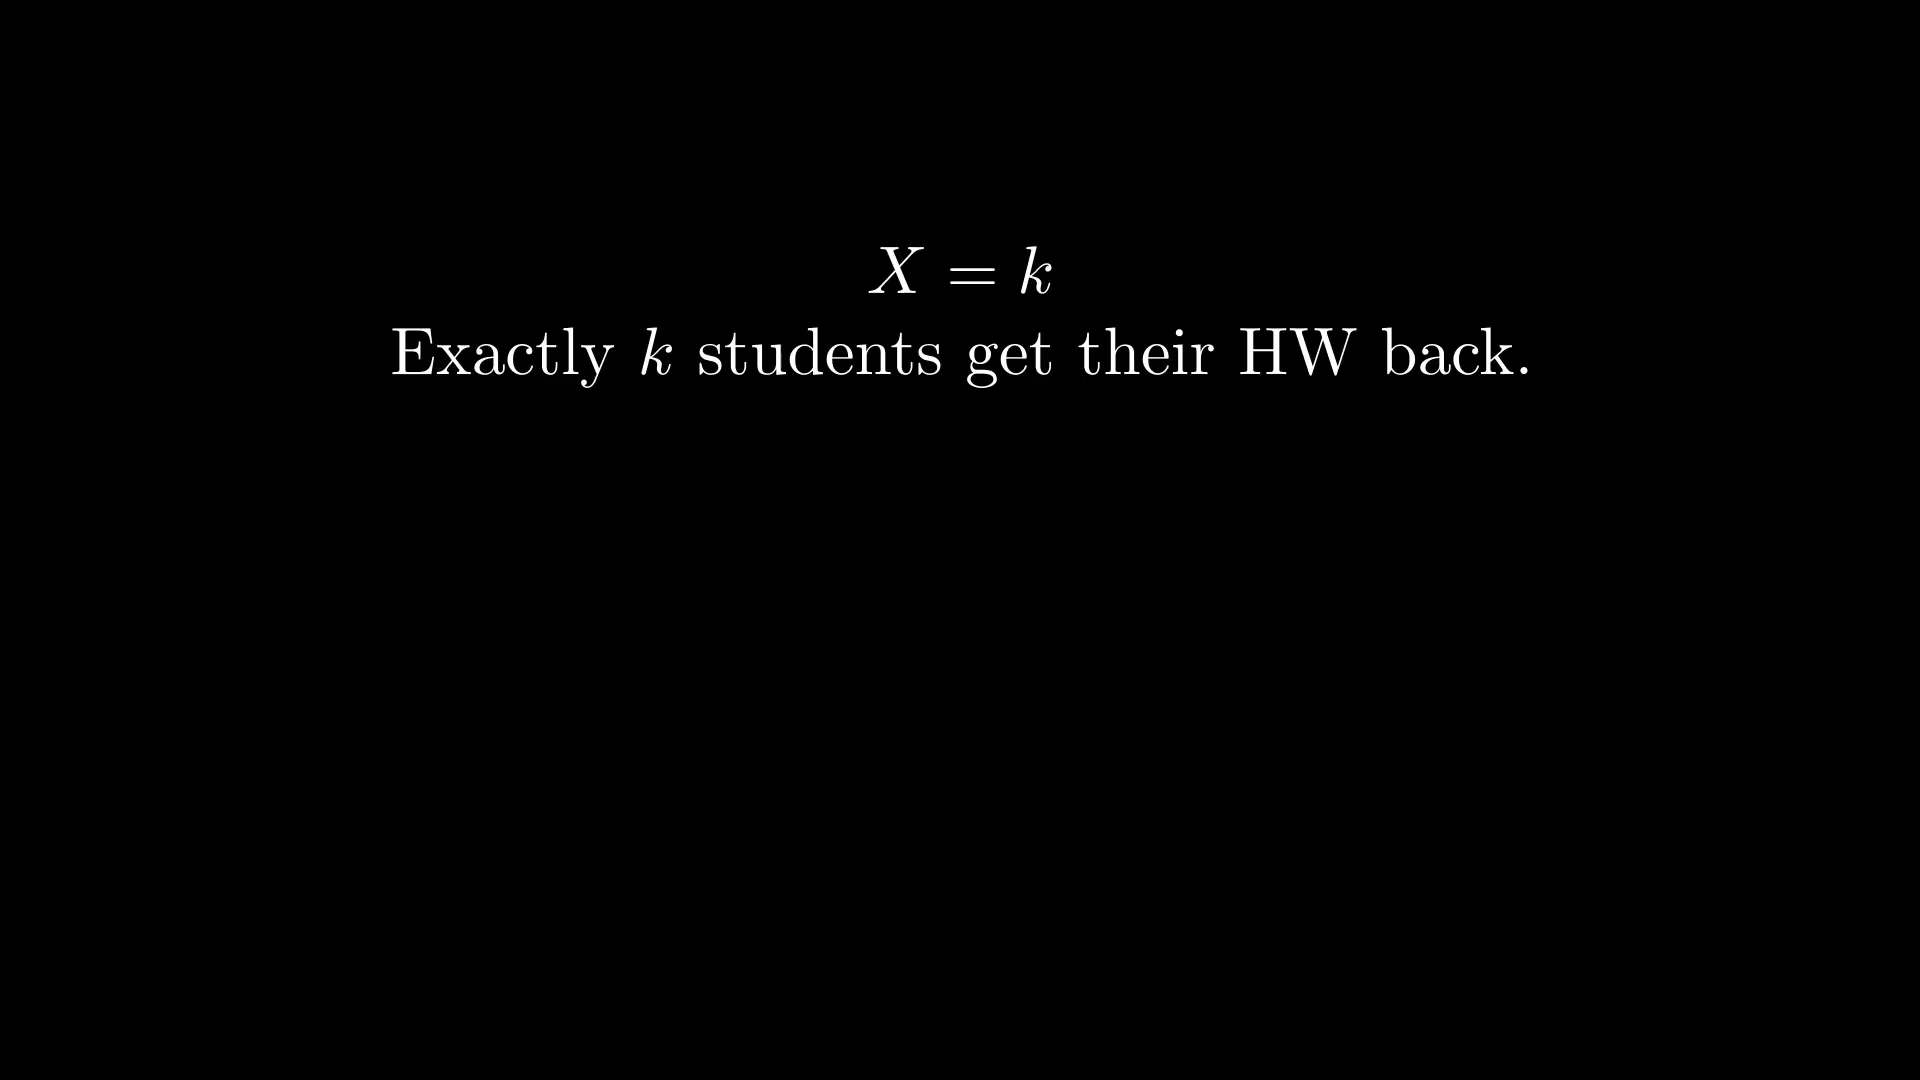 X = k
Exactly k students get their HW back.